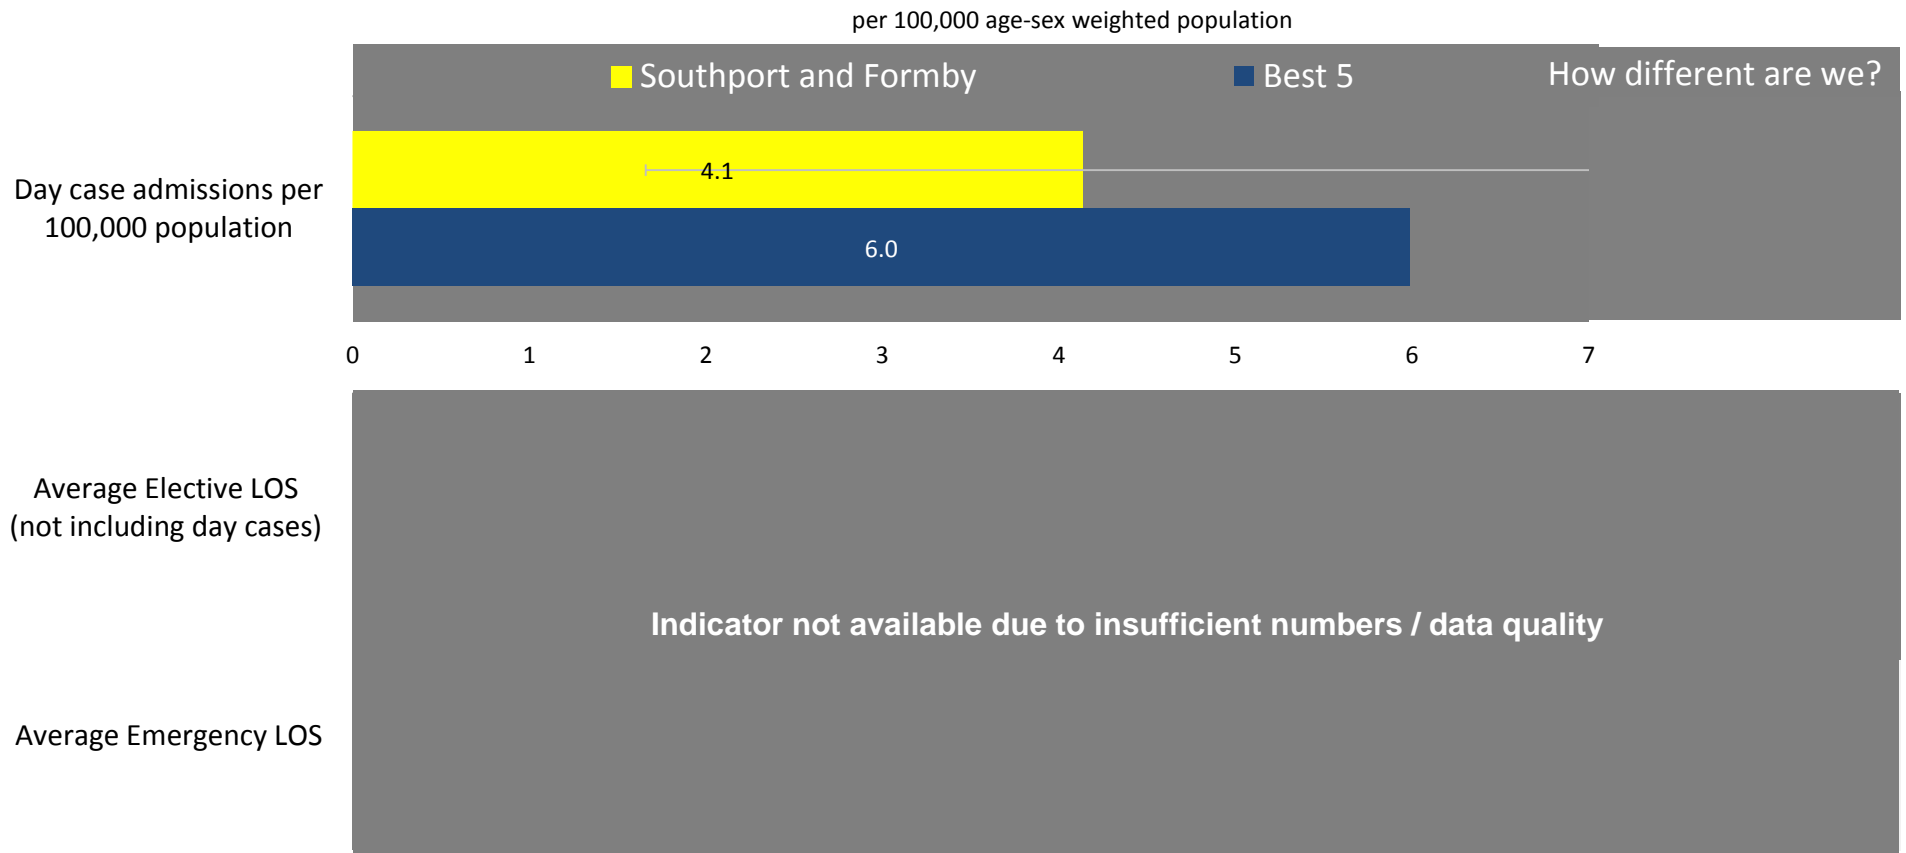 per 100,000 age-sex weighted population
Southport and Formby
Best 5
How different are we?
Day case admissions per
100,000 population
4.1
6.0
0 1 2 3 4 5 6 7
Average Elective LOS
(not including day cases)
Indicator not available due to insufficient numbers / data quality
Average Emergency LOS